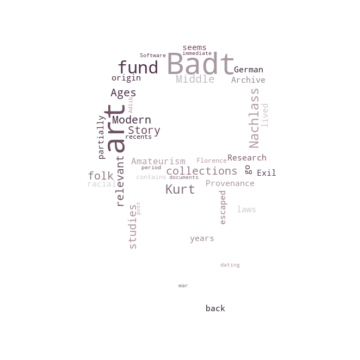 seems
Software immediate
Badt
fund
German
origin
Middle
Archive
Ages
Nachlass
lived
art
Modern
partially
Story
recents
relevant
Amateurism
Florence
Research
period
go
folk
collections
Exil
racial
contains
documents
Provenance
Kurt
escaped
studies
laws
years
dating
war
back